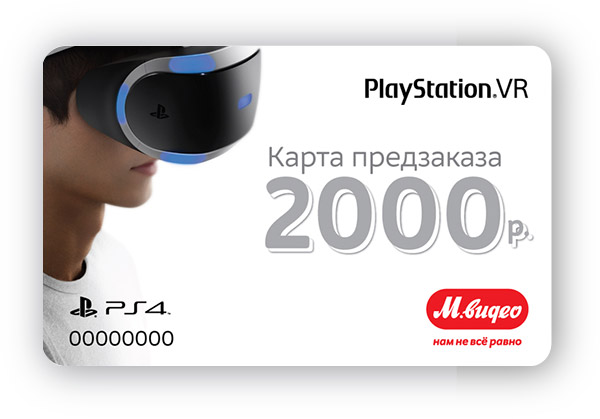 PlayStation.VR
Карта предзаказа
2000р.
PS4
00000000
М.видео
нам не всё равно